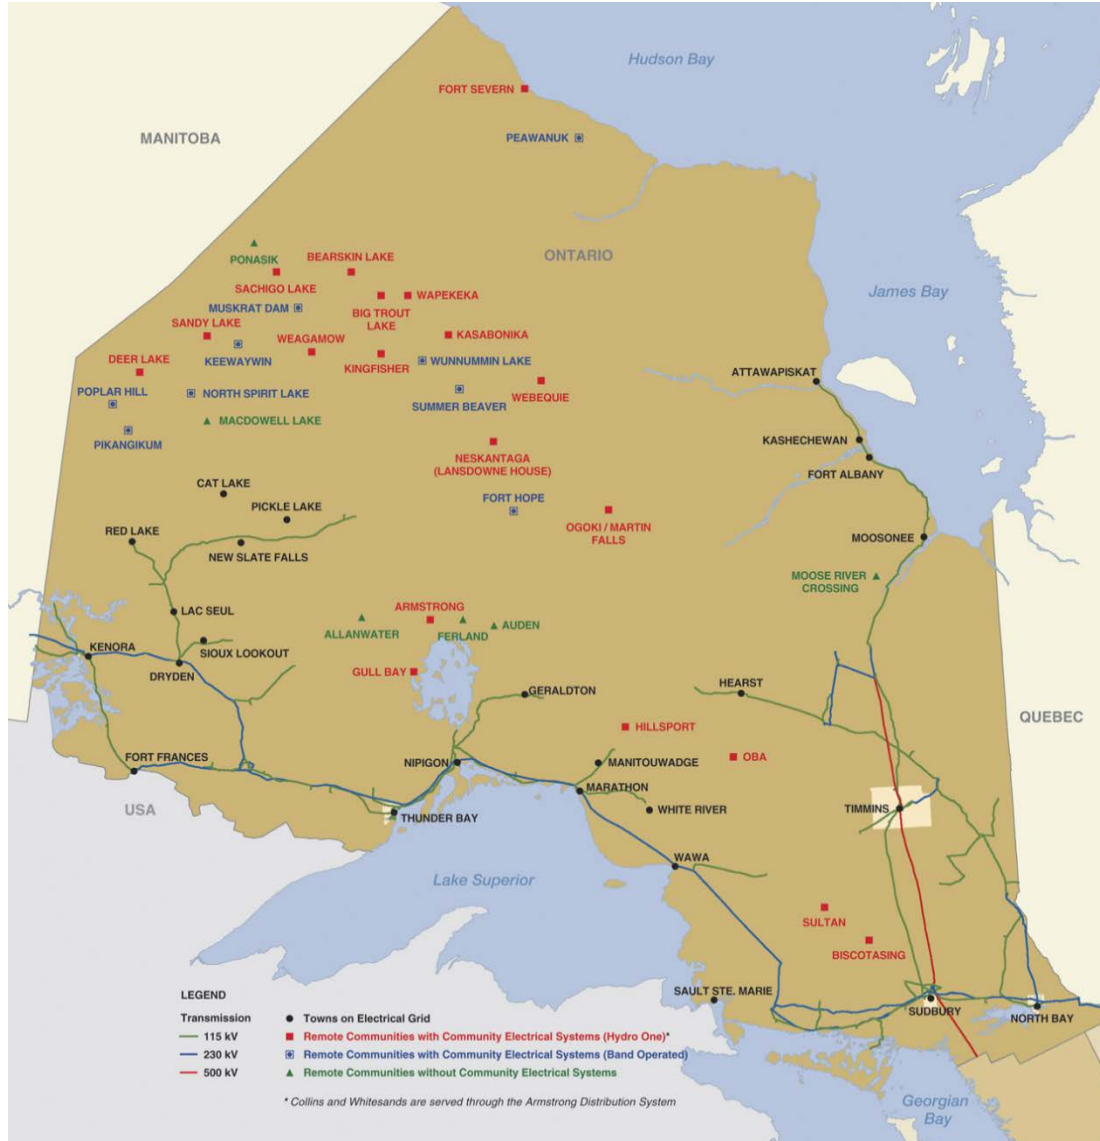 Hudson Bay
FORT SEVERN
MANITOBA
PEAWANUK
ONTARIO
PONASIK
BEARSKIN LAKE
SACHIGO LAKE
WAPEKEKA
James Bay
MUSKRAT DAM
BIG TROUT
LAKE
SANDY LAKE
WEAGAMOW
KASABONIKA
KEEWAYWIN
DEER LAKE
KINGFISHER
WUNNUMMIN LAKE
ATTAWAPISKAT
POPLAR HILL
NORTH SPIRIT LAKE
SUMMER BEAVER
WEBEQUIE
MACDOWELL LAKE
PIKANGIKUM
KASHECHEWAN
NESKANTAGA
(LANSDOWNE HOUSE)
FORT ALBANY
CAT LAKE
FORT HOPE
PICKLE LAKE
RED LAKE
OGOKI / MARTIN
FALLS
MOOSONEE
NEW SLATE FALLS
MOOSE RIVER
CROSSING
LAC SEUL
ARMSTRONG
ALLANWATER
FERLAND
AUDEN
KENORA
SIOUX LOOKOUT
DRYDEN
GULL BAY
GERALDTON
HEARST
QUEBEC
HILLSPORT
FORT FRANCES
NIPIGON
MANITOUWADGE
OBA
MARATHON
USA
THUNDER BAY
WHITE RIVER
TIMMINS
WAWA
Lake Superior
SULTAN
BISCOTASING
SAULT STE. MARIE
SUDBURY
NORTH BAY
Georgian
Bay
LEGEND
Transmission
115 kV
230 kV
500 kV
Towns on Electrical Grid
Remote Communities with Community Electrical Systems (Hydro One)*
Remote Communities with Community Electrical Systems (Band Operated)
Remote Communities without Community Electrical Systems
* Collins and Whitesands are served through the Armstrong Distribution System